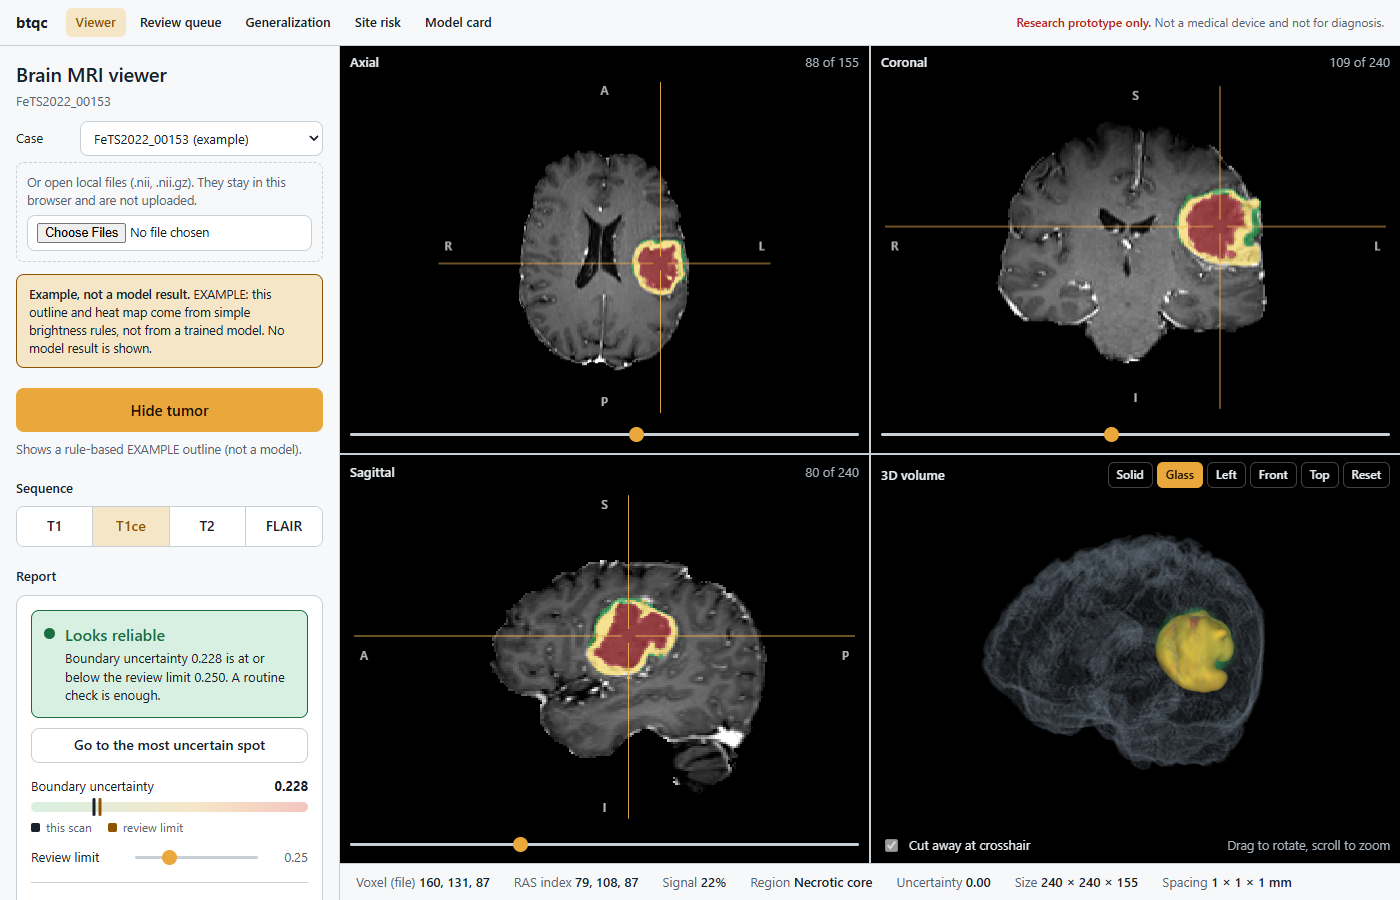 btqc Viewer Review queue Generalization Site risk Model card Research prototype only. Not a medical device and not for diagnosis.
Brain MRI viewer
FeTS2022_00153
Case FeTS2022_00153 (example)
Or open local files (.nii, .nii.gz). They stay in this
browser and are not uploaded.
Choose Files No file chosen
Example, not a model result. EXAMPLE: this
outline and heat map come from simple
brightness rules, not from a trained model. No
model result is shown.
Hide tumor
Shows a rule-based EXAMPLE outline (not a model).
Sequence
T1 T1ce T2 FLAIR
Report
Looks reliable
Boundary uncertainty 0.228 is at or
below the review limit 0.250. A routine
check is enough.
Go to the most uncertain spot
Boundary uncertainty 0.228
this scan review limit
Review limit 0.25
Axial 88 of 155
A
R L
P
Coronal 109 of 240
S
R L
I
Sagittal 80 of 240
S
A P
I
3D volume Solid Glass Left Front Top Reset
Cut away at crosshair Drag to rotate, scroll to zoom
Voxel (file) 160, 131, 87 RAS index 79, 108, 87 Signal 22% Region Necrotic core Uncertainty 0.00 Size 240 × 240 × 155 Spacing 1 × 1 × 1 mm